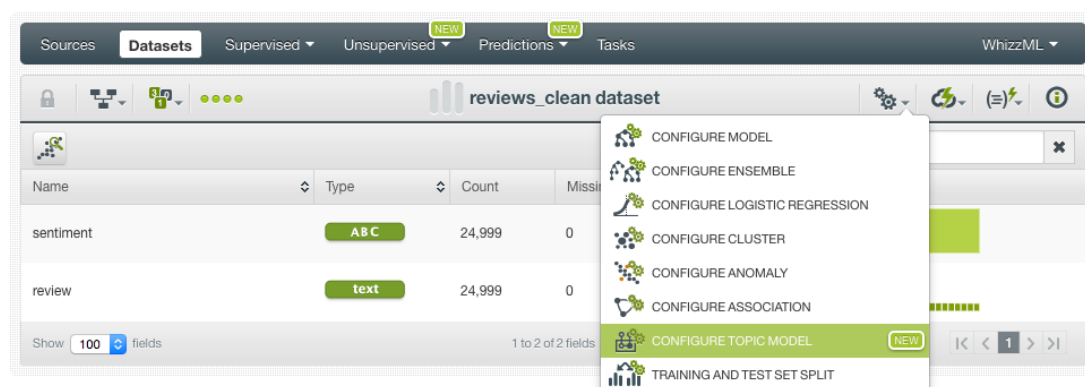 NEW NEW
Sources Datasets Supervised Unsupervised Predictions Tasks WhizzML
reviews_clean dataset
CONFIGURE MODEL
CONFIGURE ENSEMBLE
Name Type Count
CONFIGURE LOGISTIC REGRESSION
sentiment ABC 24,999 0
CONFIGURE CLUSTER
CONFIGURE ANOMALY
review text 24,999 0
CONFIGURE ASSOCIATION
Show 100 fields 1 to 2 of 2 fields CONFIGURE TOPIC MODEL NEW 1
TRAINING AND TEST SET SPLIT